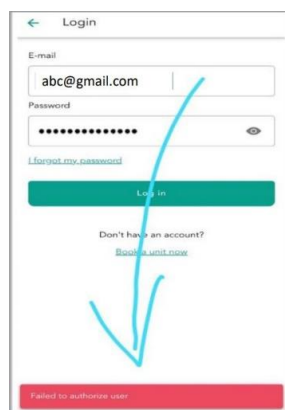 Login
E-mail
abc@gmail.com
Password
I forgot my password
Log in
Don't have an account?
Book a unit now
Failed to authorize user